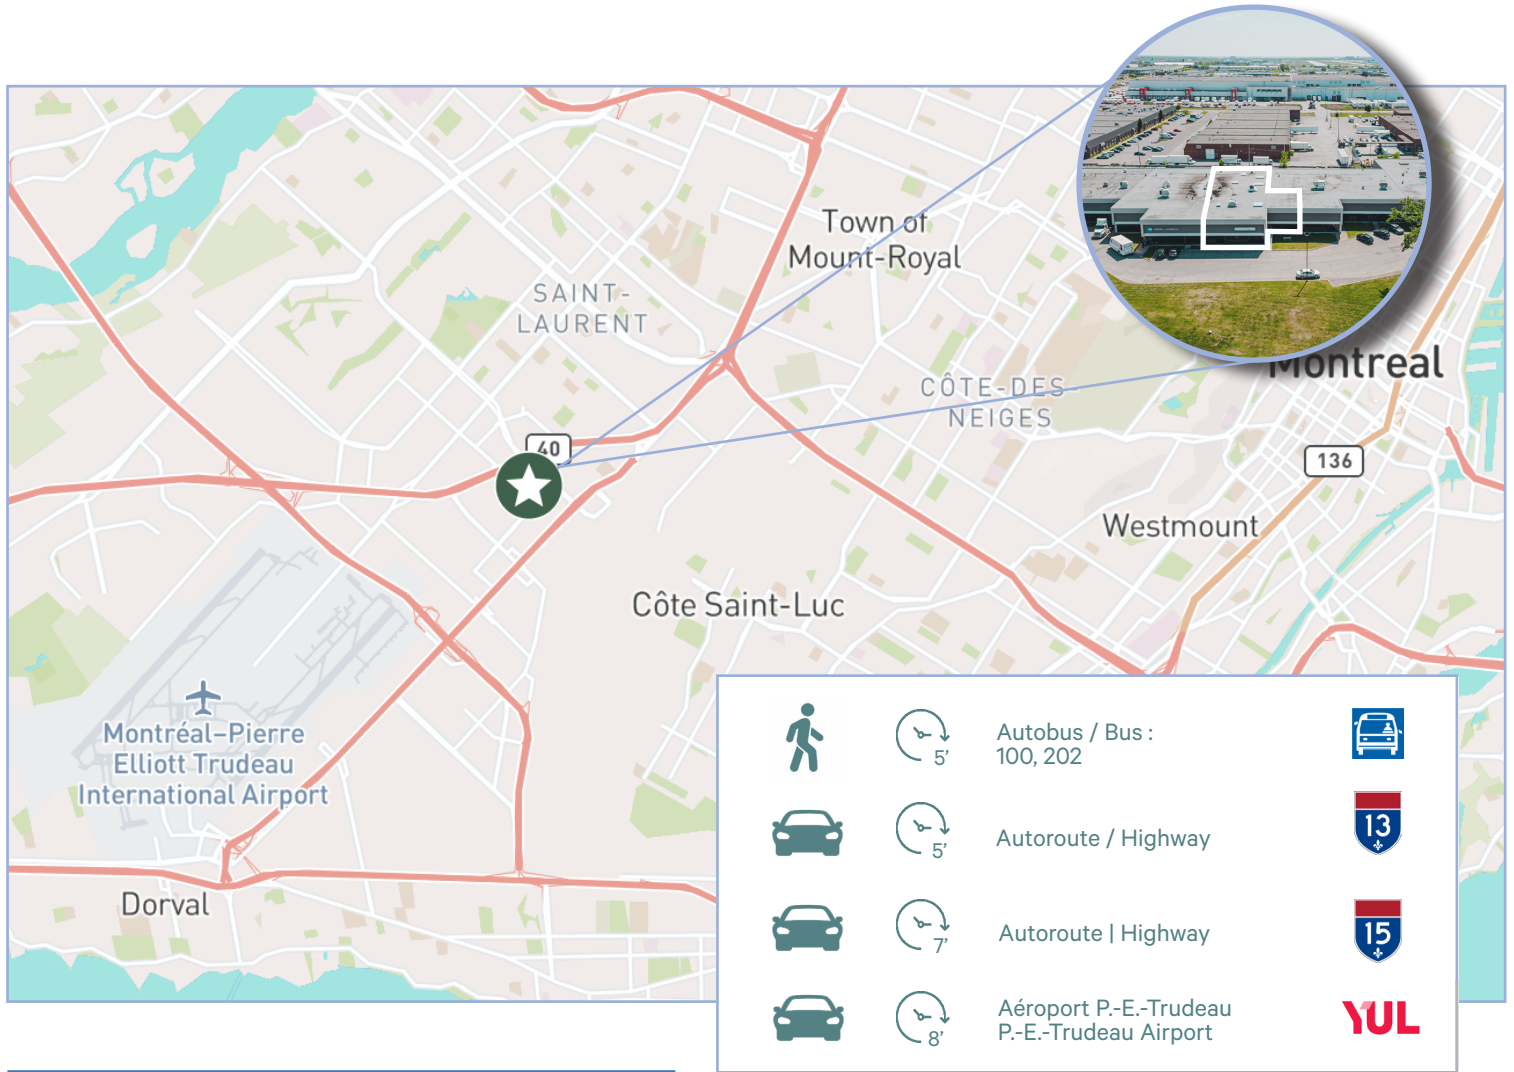 Town of
Mount-Royal
SAINT-
LAURENT
CÔTE-DES-
NEIGES
Montreal
40
136
Westmount
Côte Saint-Luc
Montréal–Pierre
Elliott Trudeau
International Airport
Dorval
5’
Autobus / Bus :
100, 202
5’
Autoroute / Highway
13
7’
Autoroute | Highway
15
8’
Aéroport P.-E.-Trudeau
P.-E.-Trudeau Airport
YUL